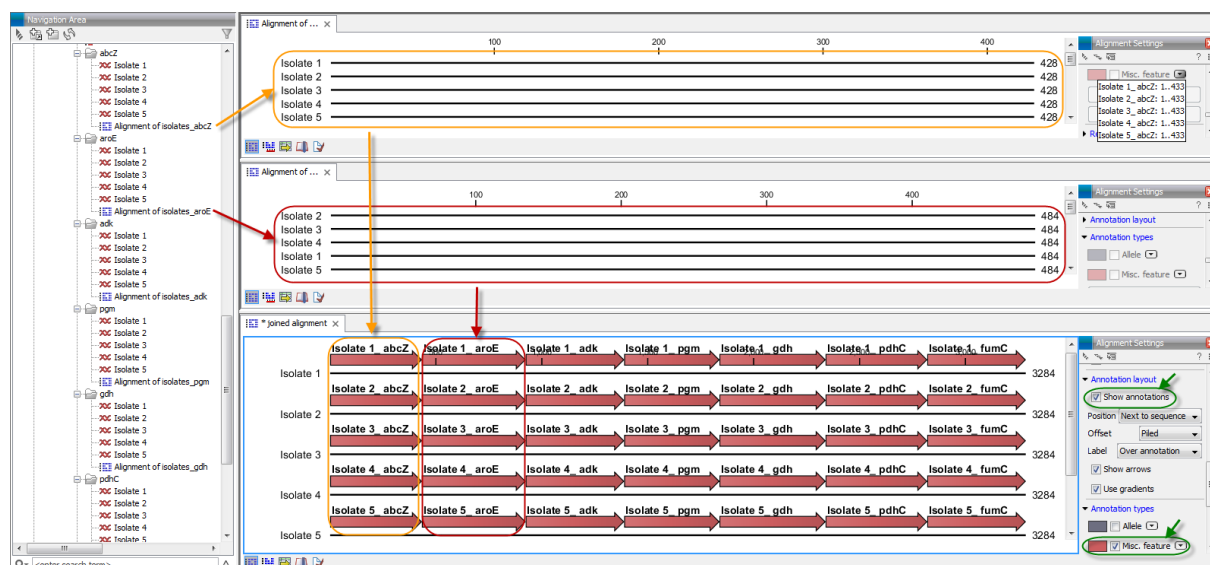 Navigation Area
abcZ
Isolate 1
Isolate 2
Isolate 3
Isolate 4
Isolate 5
Alignment of isolates_abcZ
aroE
Isolate 1
Isolate 2
Isolate 3
Isolate 4
Isolate 5
Alignment of isolates_aroE
adk
Isolate 1
Isolate 2
Isolate 3
Isolate 4
Isolate 5
Alignment of isolates_adk
pgm
Isolate 1
Isolate 2
Isolate 3
Isolate 4
Isolate 5
Alignment of isolates_pgm
gdh
Isolate 1
Isolate 2
Isolate 3
Isolate 4
Isolate 5
Alignment of isolates_gdh
pdhC
Isolate 1
Isolate 2
Isolate 3
Isolate 4
Isolate 5
<enter search term>
Alignment of ...
100 200 300 400
Isolate 1 428
Isolate 2 428
Isolate 3 428
Isolate 4 428
Isolate 5 428
Alignment Settings
Misc. feature
Isolate 1_ abcZ: 1..433
Isolate 2_ abcZ: 1..433
Isolate 3_ abcZ: 1..433
Isolate 4_ abcZ: 1..433
Isolate 5_ abcZ: 1..433
Alignment of ...
100 200 300 400
Isolate 2 484
Isolate 3 484
Isolate 4 484
Isolate 1 484
Isolate 5 484
Alignment Settings
Annotation layout
Annotation types
Allele
Misc. feature
* joined alignment
Isolate 1_ abcZ Isolate 1_ aroE Isolate 1_ adk Isolate 1_ pgm Isolate 1_ gdh Isolate 1_ pdhC Isolate 1_ fumC
Isolate 1 3284
Isolate 2_ abcZ Isolate 2_ aroE Isolate 2_ adk Isolate 2_ pgm Isolate 2_ gdh Isolate 2_ pdhC Isolate 2_ fumC
Isolate 2 3284
Isolate 3_ abcZ Isolate 3_ aroE Isolate 3_ adk Isolate 3_ pgm Isolate 3_ gdh Isolate 3_ pdhC Isolate 3_ fumC
Isolate 3 3284
Isolate 4_ abcZ Isolate 4_ aroE Isolate 4_ adk Isolate 4_ pgm Isolate 4_ gdh Isolate 4_ pdhC Isolate 4_ fumC
Isolate 4 3284
Isolate 5_ abcZ Isolate 5_ aroE Isolate 5_ adk Isolate 5_ pgm Isolate 5_ gdh Isolate 5_ pdhC Isolate 5_ fumC
Isolate 5 3284
Alignment Settings
Annotation layout
Show annotations
Position Next to sequence
Offset Piled
Label Over annotation
Show arrows
Use gradients
Annotation types
Allele
Misc. feature